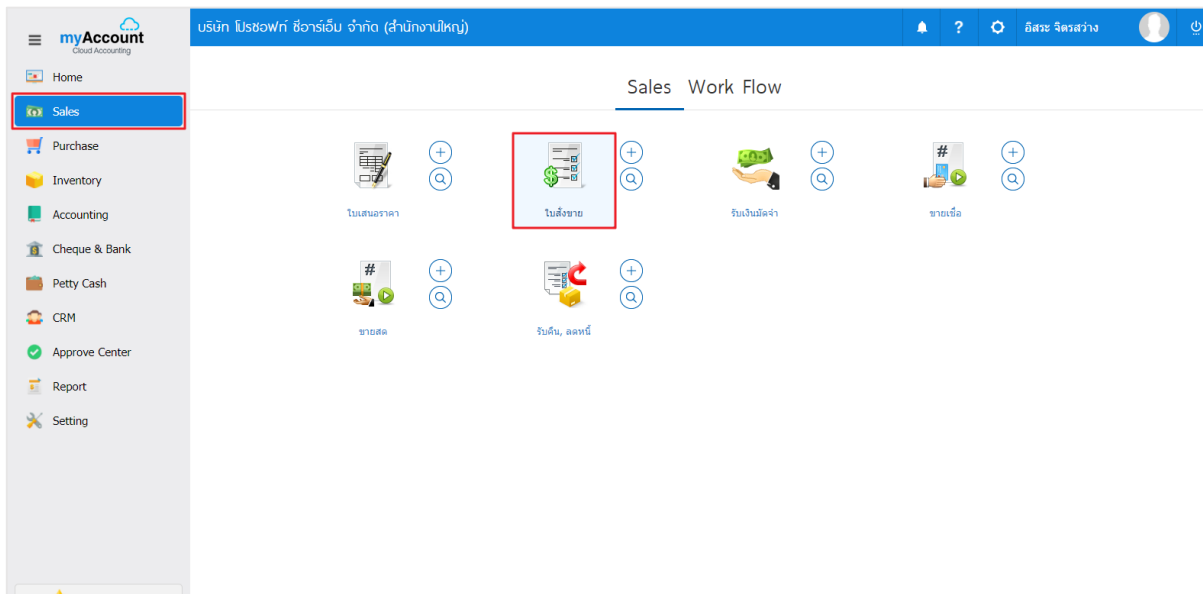 myAccount
Cloud Accounting
บริษัท โปรซอฟท์ ซีอาร์เอ็ม จำกัด (สำนักงานใหญ่)
?
อิสระ จิตรสว่าง
Home
Sales
Purchase
Inventory
Accounting
Cheque & Bank
Petty Cash
CRM
Approve Center
Report
Setting
Sales Work Flow
ใบเสนอราคา
ใบสั่งขาย
รับเงินมัดจำ
ขายเชื่อ
ขายสด
รับคืน, ลดหนี้